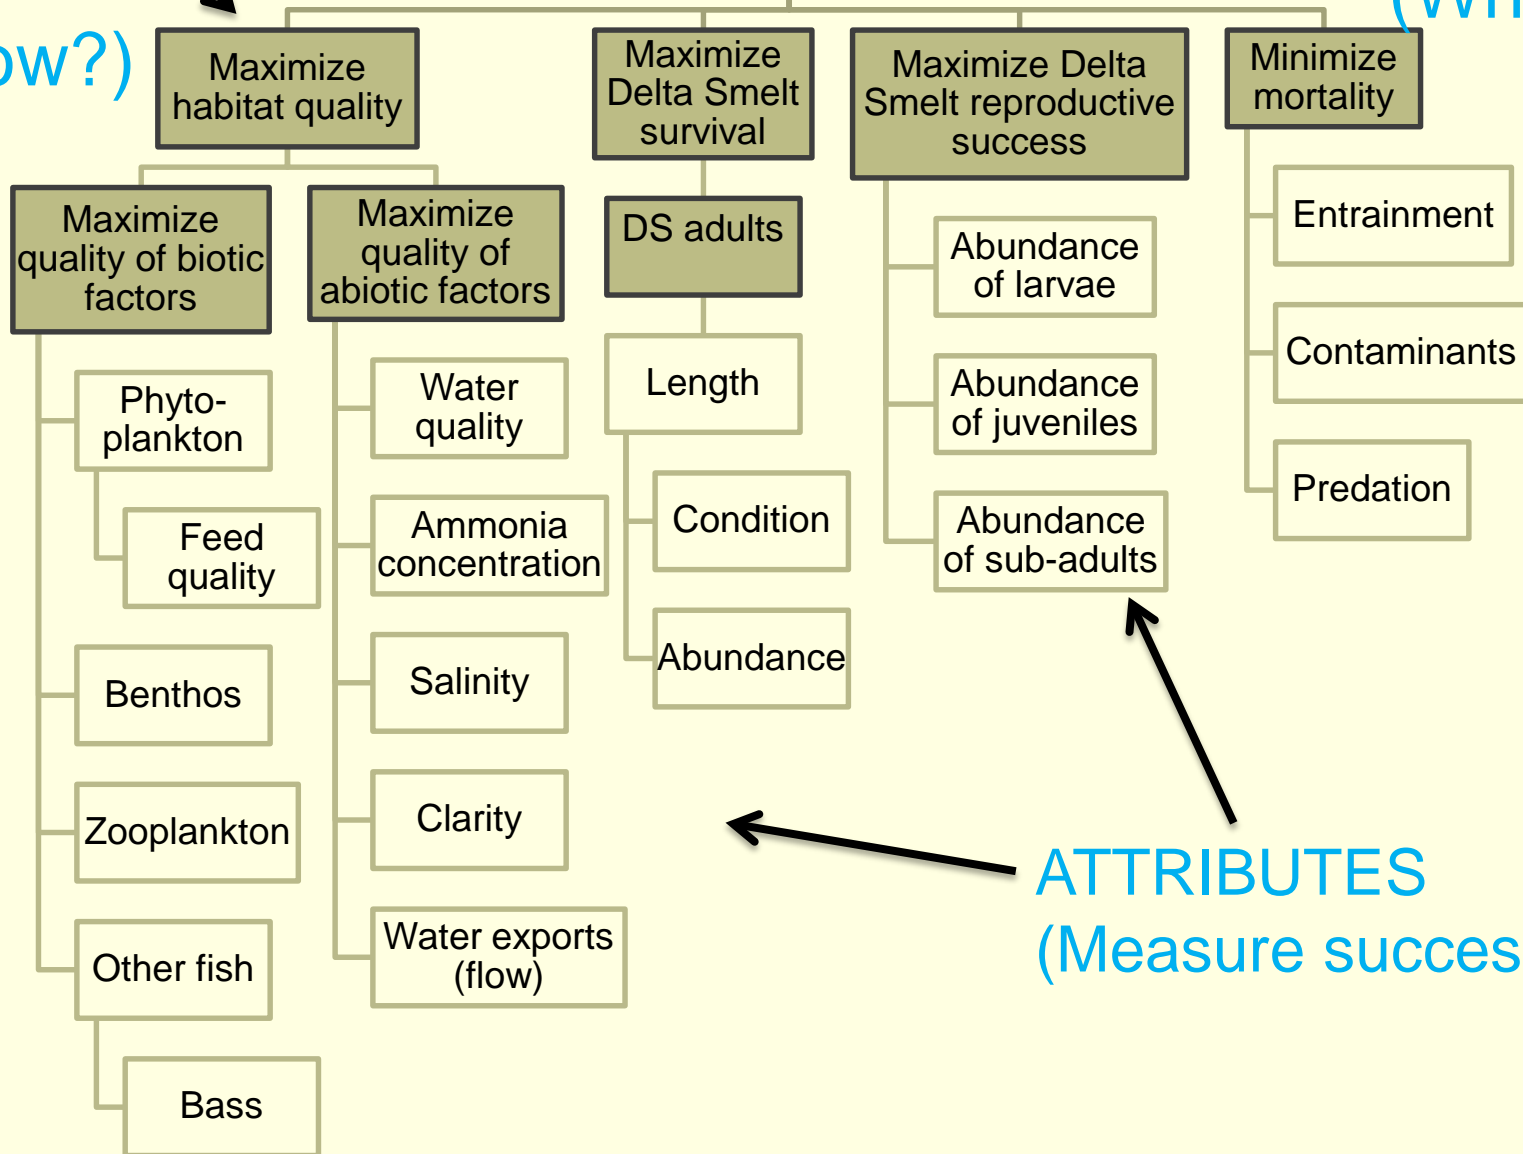 (Wh
ow?)
Maximize
habitat quality
Maximize
Delta Smelt
survival
Maximize Delta
Smelt reproductive
success
Minimize
mortality
Maximize
quality of biotic
factors
Maximize
quality of
abiotic factors
DS adults
Phyto-
plankton
Feed
quality
Benthos
Zooplankton
Other fish
Bass
Water
quality
Ammonia
concentration
Salinity
Clarity
Water exports
(flow)
Length
Condition
Abundance
Abundance
of larvae
Abundance
of juveniles
Abundance
of sub-adults
Entrainment
Contaminants
Predation
ATTRIBUTES
(Measure succes